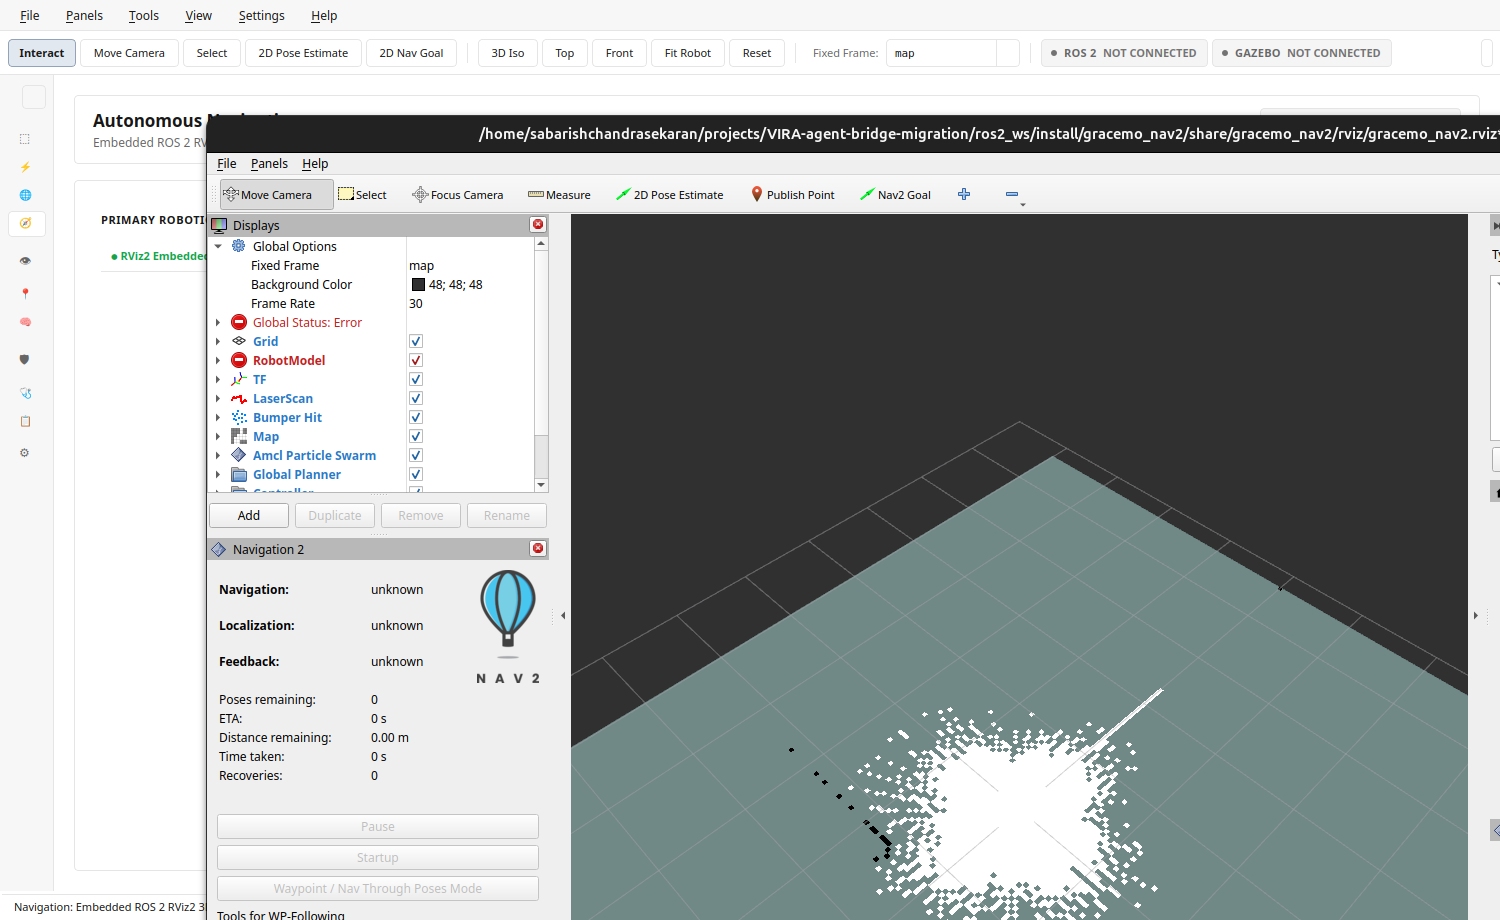 File Panels Tools View Settings Help
Interact Move Camera Select 2D Pose Estimate 2D Nav Goal 3D Iso Top Front Fit Robot Reset Fixed Frame: map ROS 2 NOT CONNECTED GAZEBO NOT CONNECTED
Autonomous
Embedded ROS 2 RV
PRIMARY ROBOTI
● RViz2 Embedded
/home/sabarishchandrasekaran/projects/VIRA-agent-bridge-migration/ros2_ws/install/gracemo_nav2/share/gracemo_nav2/rviz/gracemo_nav2.rviz*
File Panels Help
Move Camera Select Focus Camera Measure 2D Pose Estimate Publish Point Nav2 Goal
Displays
Global Options
Fixed Frame map
Background Color 48; 48; 48
Frame Rate 30
Global Status: Error
Grid
RobotModel
TF
LaserScan
Bumper Hit
Map
Amcl Particle Swarm
Global Planner
Controller
Add Duplicate Remove Rename
Navigation 2
Navigation: unknown
Localization: unknown
Feedback: unknown
NAV2
Poses remaining: 0
ETA: 0 s
Distance remaining: 0.00 m
Time taken: 0 s
Recoveries: 0
Pause
Startup
Waypoint / Nav Through Poses Mode
Tools for WP-Following
Ty
Navigation: Embedded ROS 2 RViz2 3